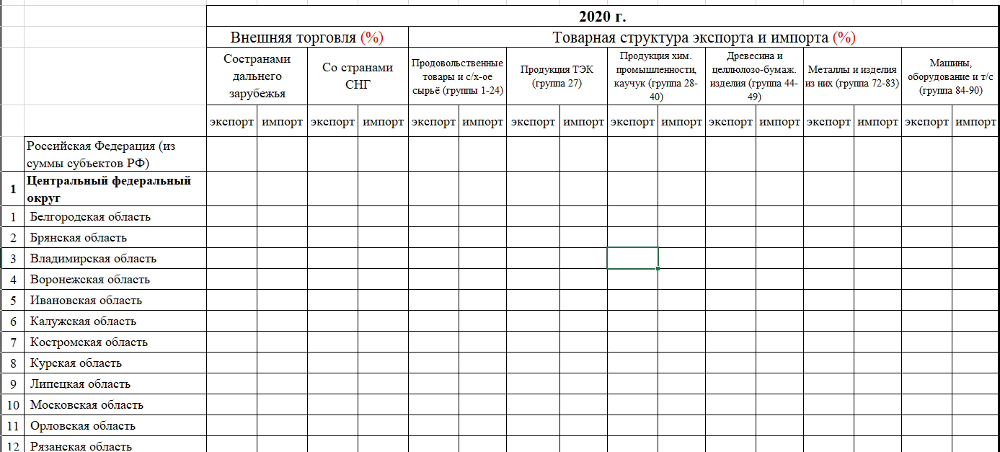 2020 г.
Внешняя торговля (%)
Товарная структура экспорта и импорта (%)
Состранами
дальнего
зарубежья
Со странами
СНГ
Продовольственные
товары и с/х-ое
сырьё (группы 1-24)
Продукция ТЭК
(группа 27)
Продукция хим.
промышленности,
каучук (группа 28-
40)
Древесина и
целлюлозо-бумаж.
изделия (группа 44-
49)
Металлы и изделия
из них (группа 72-83)
Машины,
оборудование и т/с
(группа 84-90)
экспорт импорт экспорт импорт экспорт импорт экспорт импорт экспорт импорт экспорт импорт экспорт импорт экспорт импорт
Российская Федерация (из
суммы субъектов РФ)
1 Центральный федеральный
округ
1 Белгородская область
2 Брянская область
3 Владимирская область
4 Воронежская область
5 Ивановская область
6 Калужская область
7 Костромская область
8 Курская область
9 Липецкая область
10 Московская область
11 Орловская область
12 Рязанская область